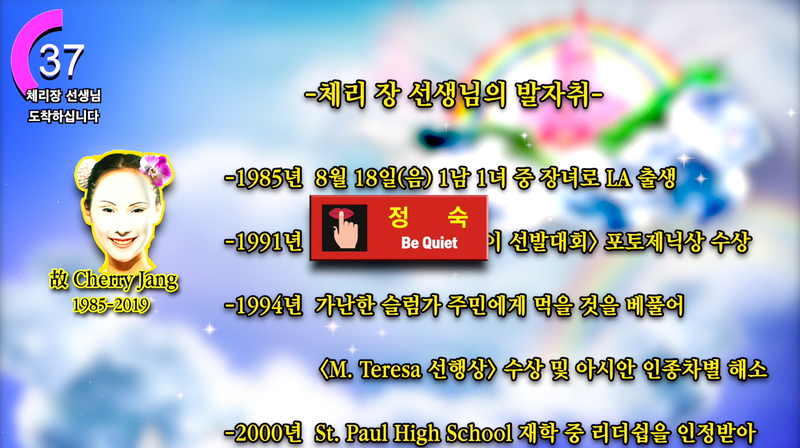 37
체리장 선생님
도착하십니다
-체리 장 선생님의 발자취-
-1985년 8월 18일(음) 1남 1녀 중 장녀로 LA 출생
정 숙
Be Quiet
-1991년 선발대회> 포토제닉상 수상
故 Cherry Jang
1985-2019
-1994년 가난한 슬럼가 주민에게 먹을 것을 베풀어
<M. Teresa 선행상> 수상 및 아시안 인종차별 해소
-2000년 St. Paul High School 재학 중 리더쉽을 인정받아